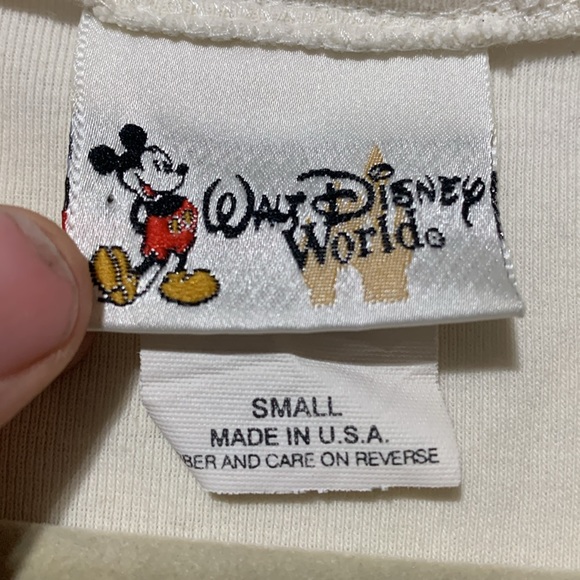 Walt Disney
World®
SMALL
MADE IN U.S.A.
BER AND CARE ON REVERSE